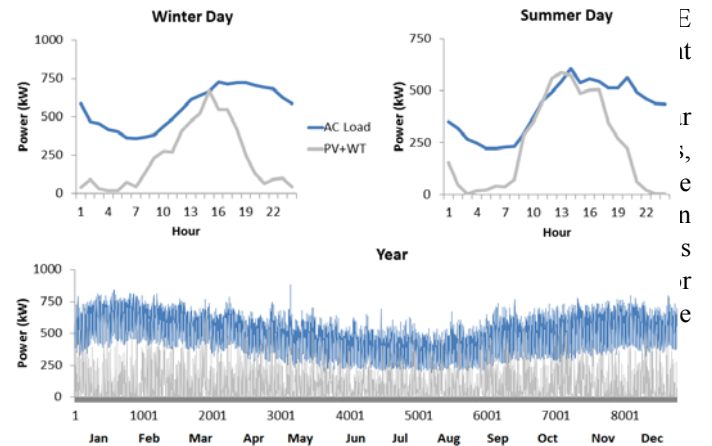 Winter Day
1000
750
500
250
0
Power (kW)
1 4 7 10 13 16 19 22
Hour
AC Load
PV+WT
Summer Day
750
500
250
0
Power (kW)
1 4 7 10 13 16 19 22
Hour
E
at
ar
s,
e
n
s
or
e
Year
1000
750
500
250
0
Power (kW)
1 1001 2001 3001 4001 5001 6001 7001 8001
Jan Feb Mar Apr May Jun Jul Aug Sep Oct Nov Dec